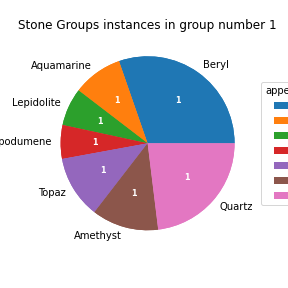 Stone Groups instances in group number 1
Beryl
Aquamarine
Lepidolite
podumene
Topaz
Amethyst
Quartz
1
1
1
1
1
1
1
appe